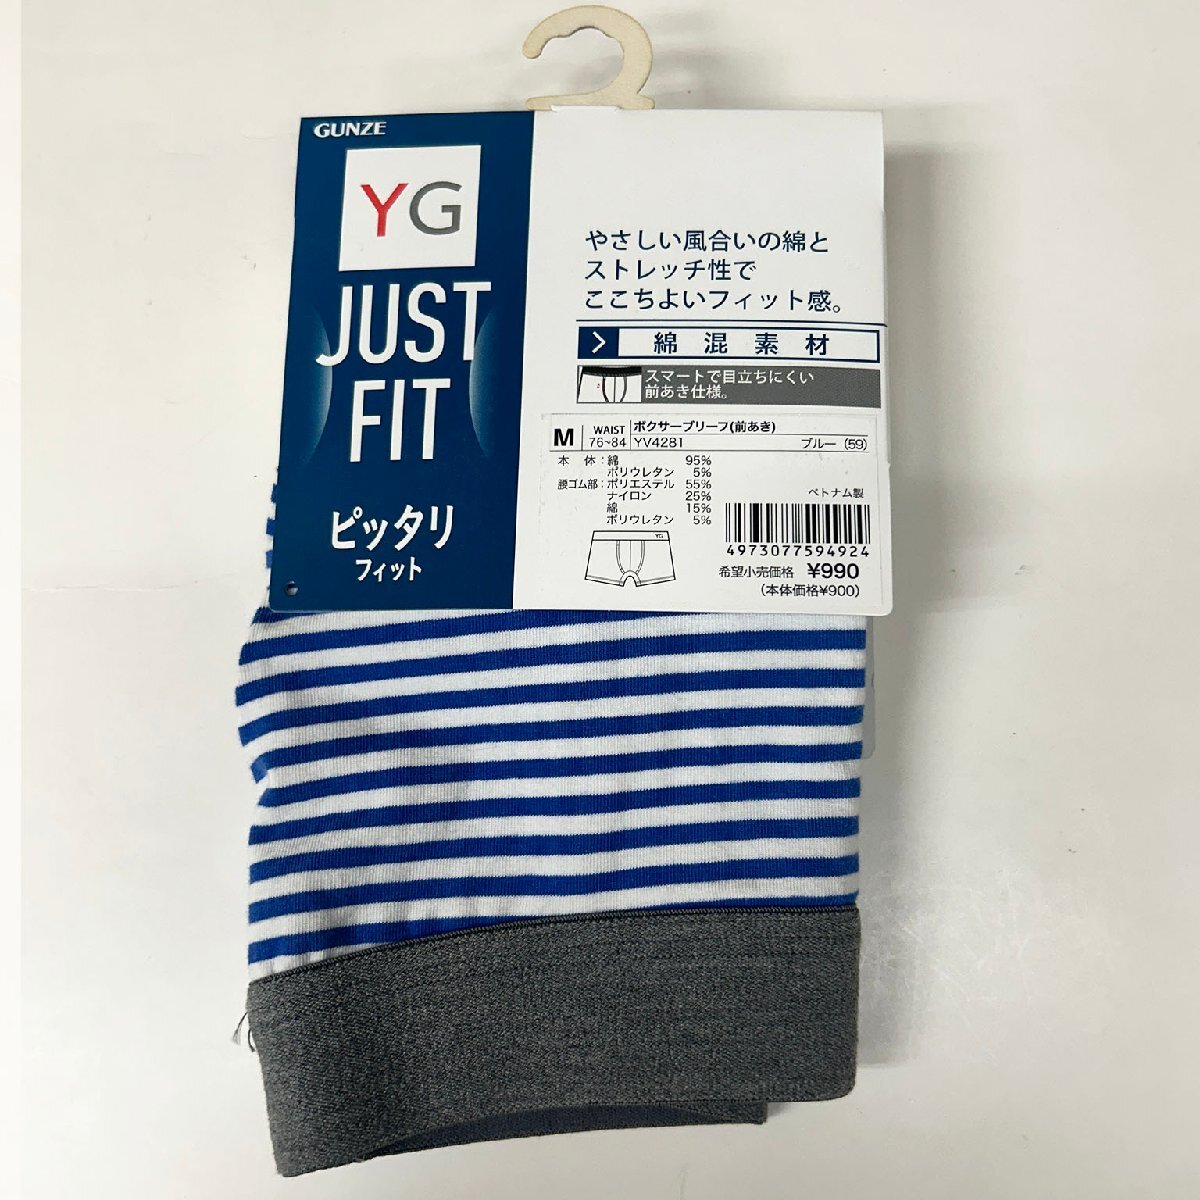 GUNZE
YG
JUST
FIT
ピッタリ
フィット
やさしい風合いの綿と
ストレッチ性で
ここちよいフィット感。
綿混素材
スマートで目立ちにくい
前あき仕様。
M WAIST 76~84 ボクサーブリーフ(前あき)
YV4281 ブルー (59)
本 体:綿 95%
ポリウレタン 5%
腰ゴム部:ポリエステル 55%
ナイロン 25%
綿 15%
ポリウレタン 5%
ベトナム製
4973077594924
YG
希望小売価格 ¥990
(本体価格¥900)